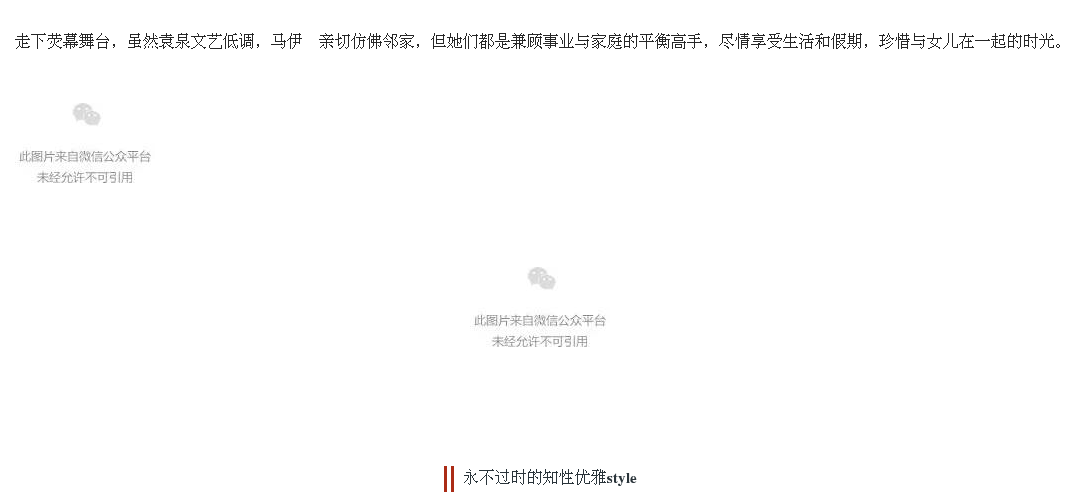 走下荧幕舞台，虽然袁泉文艺低调，马伊　亲切仿佛邻家，但她们都是兼顾事业与家庭的平衡高手，尽情享受生活和假期，珍惜与女儿在一起的时光。
此图片来自微信公众平台
未经允许不可引用
此图片来自微信公众平台
未经允许不可引用
永不过时的知性优雅style